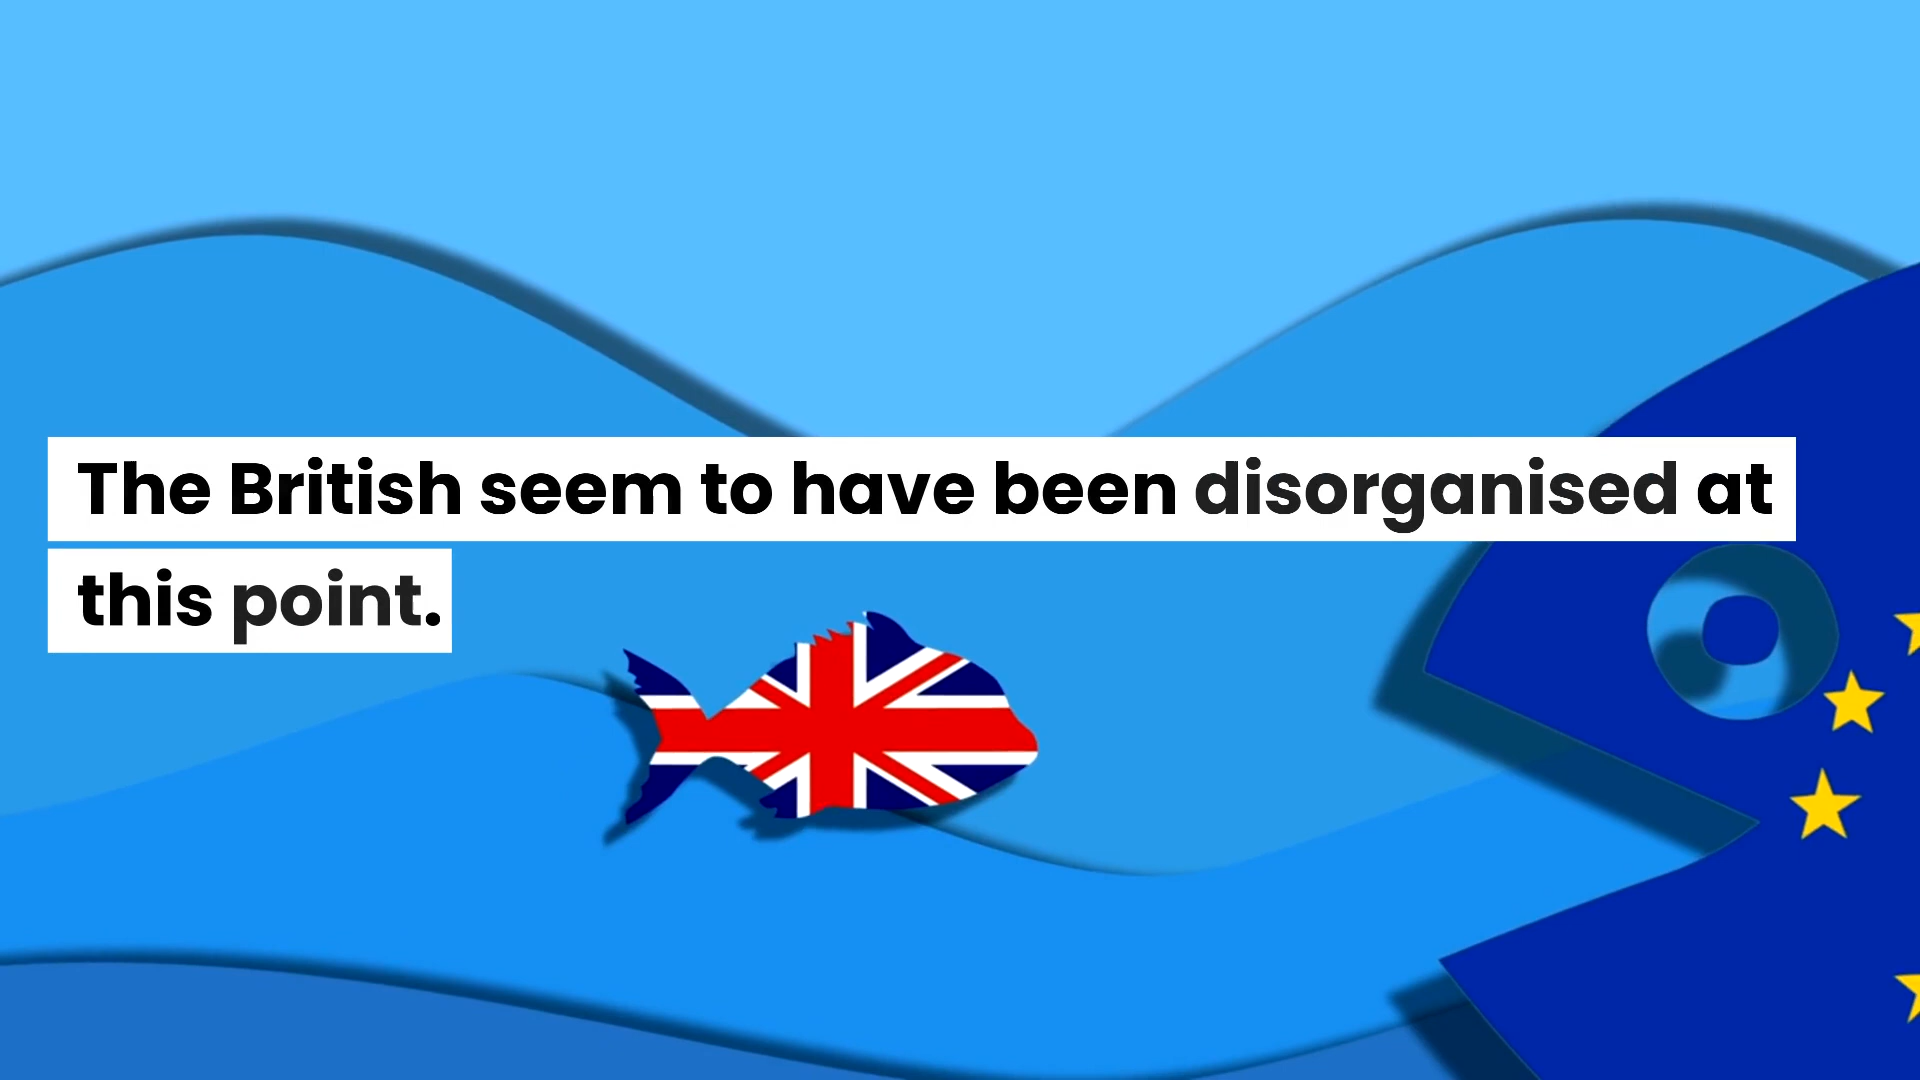 The British seem to have been disorganised at
this point.